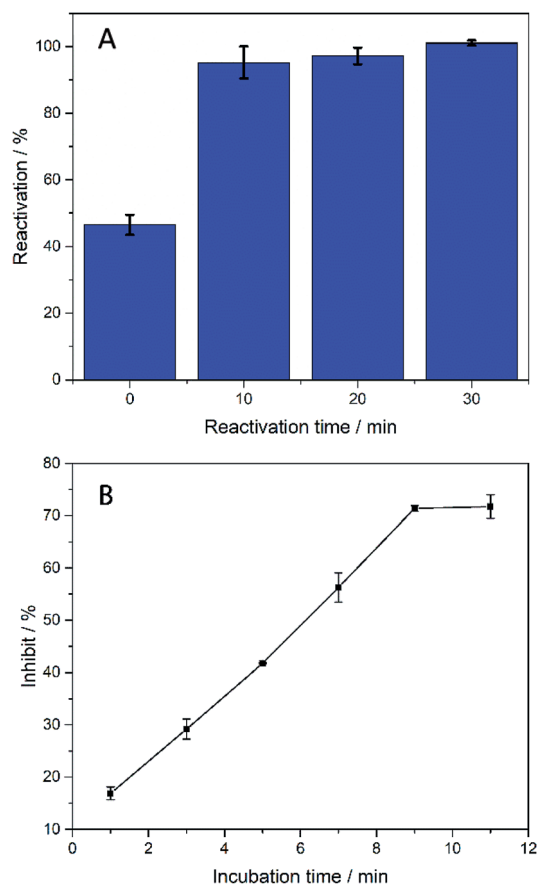 A
100
80
60
40
20
0
Reactivation / %
0 10 20 30
Reactivation time / min
B
80
70
60
50
40
30
20
10
Inhibit / %
0 2 4 6 8 10 12
Incubation time / min